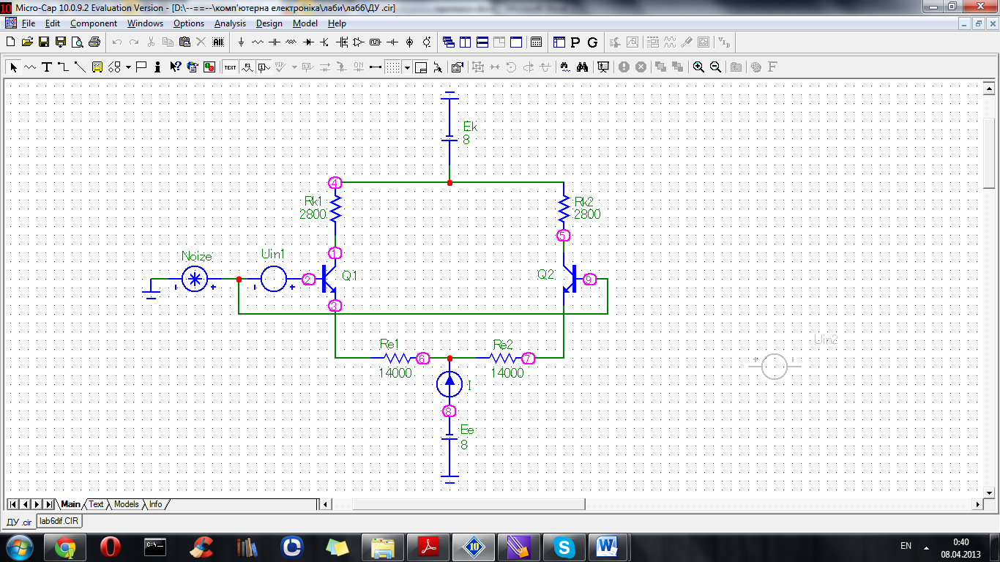 Micro-Cap 10.0.9.2 Evaluation Version - [D:\--==--\комп'ютерна електроніка\лаби\лаб6\ДУ .cir]
File Edit Component Windows Options Analysis Design Model Help
Ek
8
4
Rk1
2800
Rk2
2800
5
1
Noize
Uin1
2
Q1
Q2
9
3
Re1
14000
6
Re2
14000
7
Uin2
I
8
Ee
8
Main Text Models Info
ДУ .cir lab6dif.CIR
EN
0:40
08.04.2013